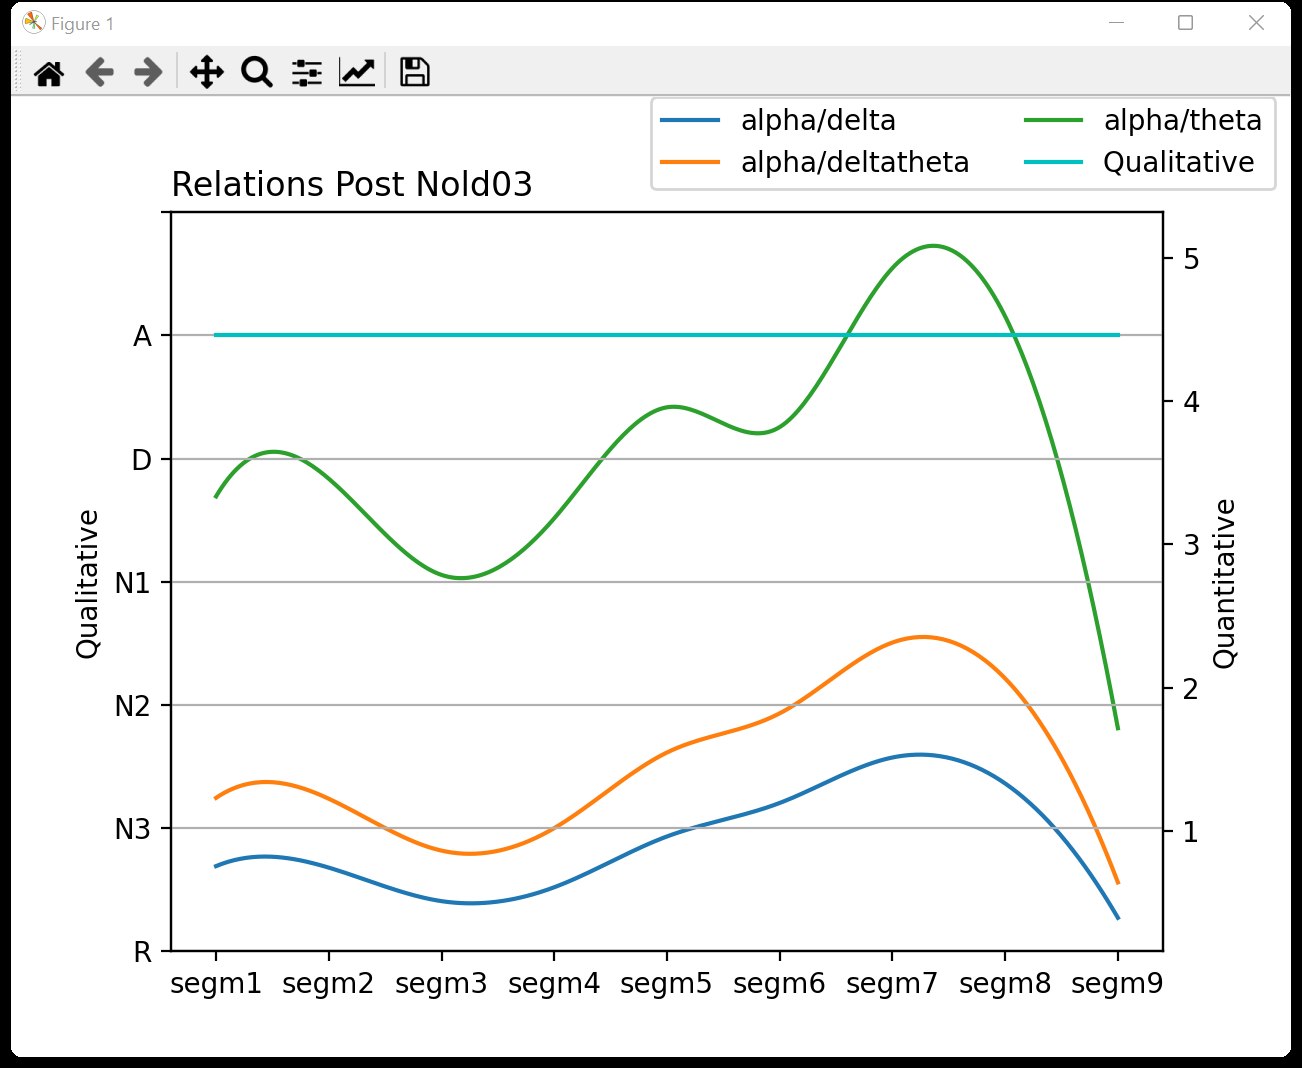 Figure 1
alpha/delta
alpha/deltatheta
alpha/theta
Qualitative
Relations Post Nold03
Qualitative
A
D
N1
N2
N3
R
5
4
3
2
1
Quantitative
segm1 segm2 segm3 segm4 segm5 segm6 segm7 segm8 segm9